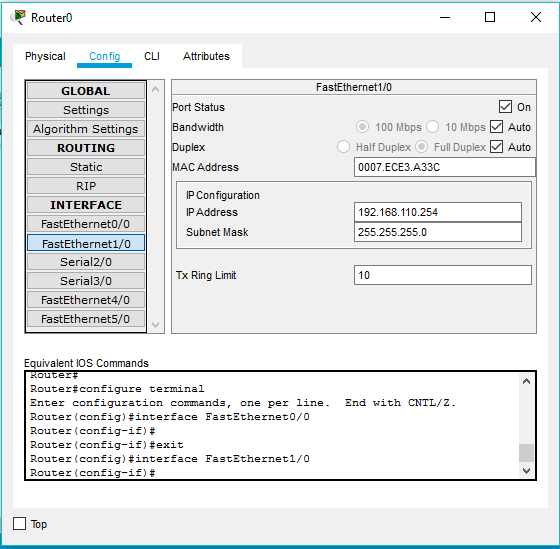 Router0
Physical Config CLI Attributes
GLOBAL
Settings
Algorithm Settings
ROUTING
Static
RIP
INTERFACE
FastEthernet0/0
FastEthernet1/0
Serial2/0
Serial3/0
FastEthernet4/0
FastEthernet5/0
FastEthernet1/0
Port Status On
Bandwidth 100 Mbps 10 Mbps Auto
Duplex Half Duplex Full Duplex Auto
MAC Address 0007.ECE3.A33C
IP Configuration
IP Address 192.168.110.254
Subnet Mask 255.255.255.0
Tx Ring Limit 10
Equivalent IOS Commands
Router#
Router#configure terminal
Enter configuration commands, one per line. End with CNTL/Z.
Router(config)#interface FastEthernet0/0
Router(config-if)#
Router(config-if)#exit
Router(config)#interface FastEthernet1/0
Router(config-if)#
Top